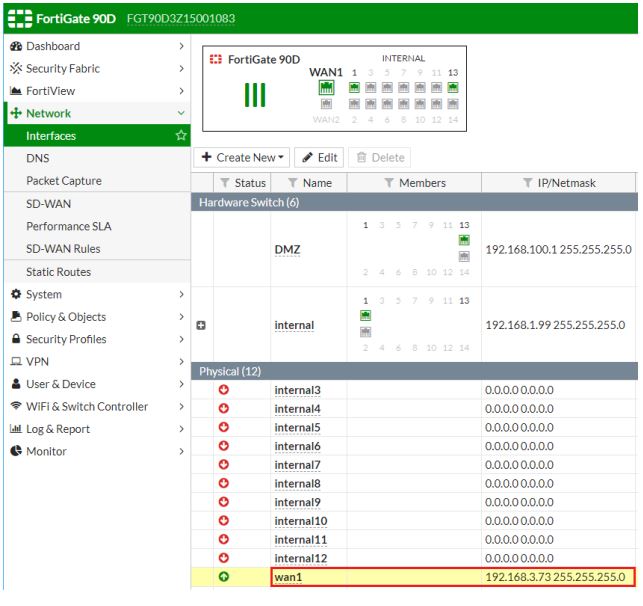 FortiGate 90D FGT90D3Z15001083
Dashboard
Security Fabric
FortiView
Network
Interfaces
DNS
Packet Capture
SD-WAN
Performance SLA
SD-WAN Rules
Static Routes
System
Policy & Objects
Security Profiles
VPN
User & Device
WiFi & Switch Controller
Log & Report
Monitor
FortiGate 90D
INTERNAL
WAN1 1 3 5 7 9 11 13
WAN2 2 4 6 8 10 12 14
Create New Edit Delete
Status Name Members IP/Netmask
Hardware Switch (6)
1 3 5 7 9 11 13
DMZ 192.168.100.1 255.255.255.0
2 4 6 8 10 12 14
1 3 5 7 9 11 13
internal 192.168.1.99 255.255.255.0
2 4 6 8 10 12 14
Physical (12)
internal3 0.0.0.0 0.0.0.0
internal4 0.0.0.0 0.0.0.0
internal5 0.0.0.0 0.0.0.0
internal6 0.0.0.0 0.0.0.0
internal7 0.0.0.0 0.0.0.0
internal8 0.0.0.0 0.0.0.0
internal9 0.0.0.0 0.0.0.0
internal10 0.0.0.0 0.0.0.0
internal11 0.0.0.0 0.0.0.0
internal12 0.0.0.0 0.0.0.0
wan1 192.168.3.73 255.255.255.0